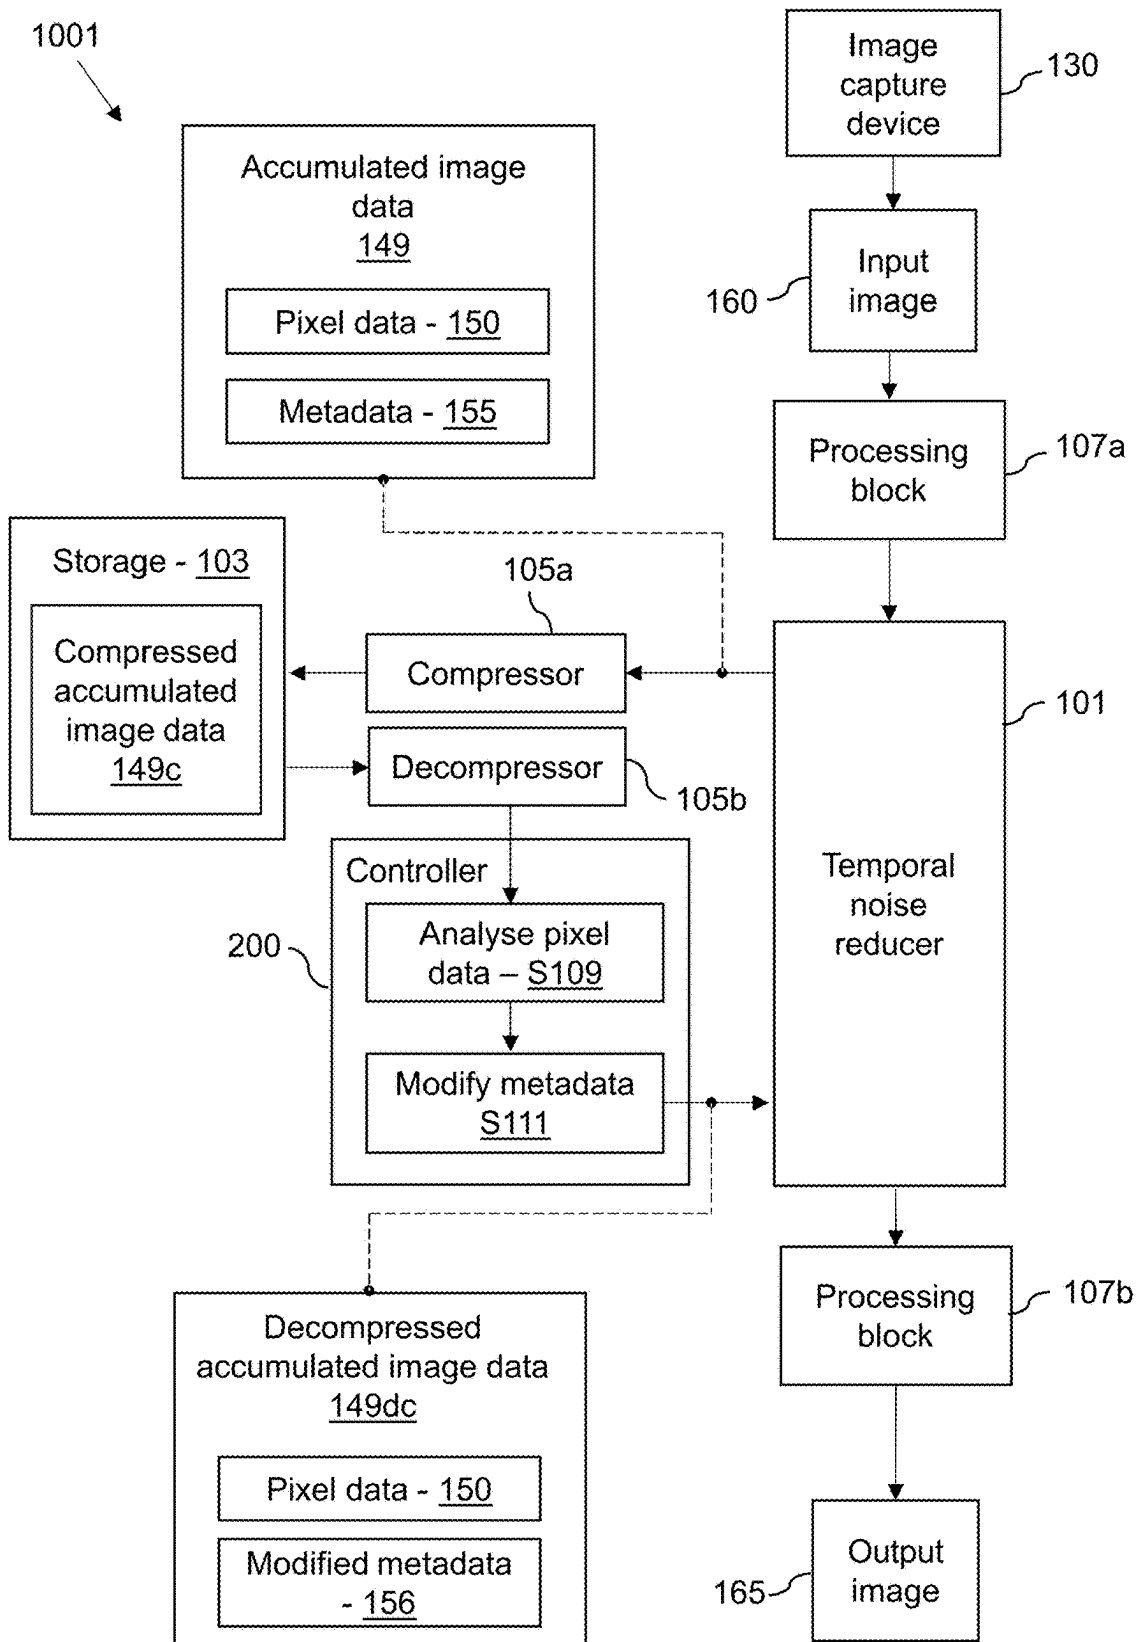 1001
Image
capture
device
130
Accumulated image
data
149
Pixel data - 150
Metadata - 155
Input
image
160
Processing
block
107a
Storage - 103
Compressed
accumulated
image data
149c
105a
Compressor
Decompressor
105b
101
Temporal
noise
reducer
Controller
200
Analyse pixel
data – S109
Modify metadata
S111
Processing
block
107b
Decompressed
accumulated image data
149dc
Pixel data - 150
Modified metadata
- 156
Output
image
165